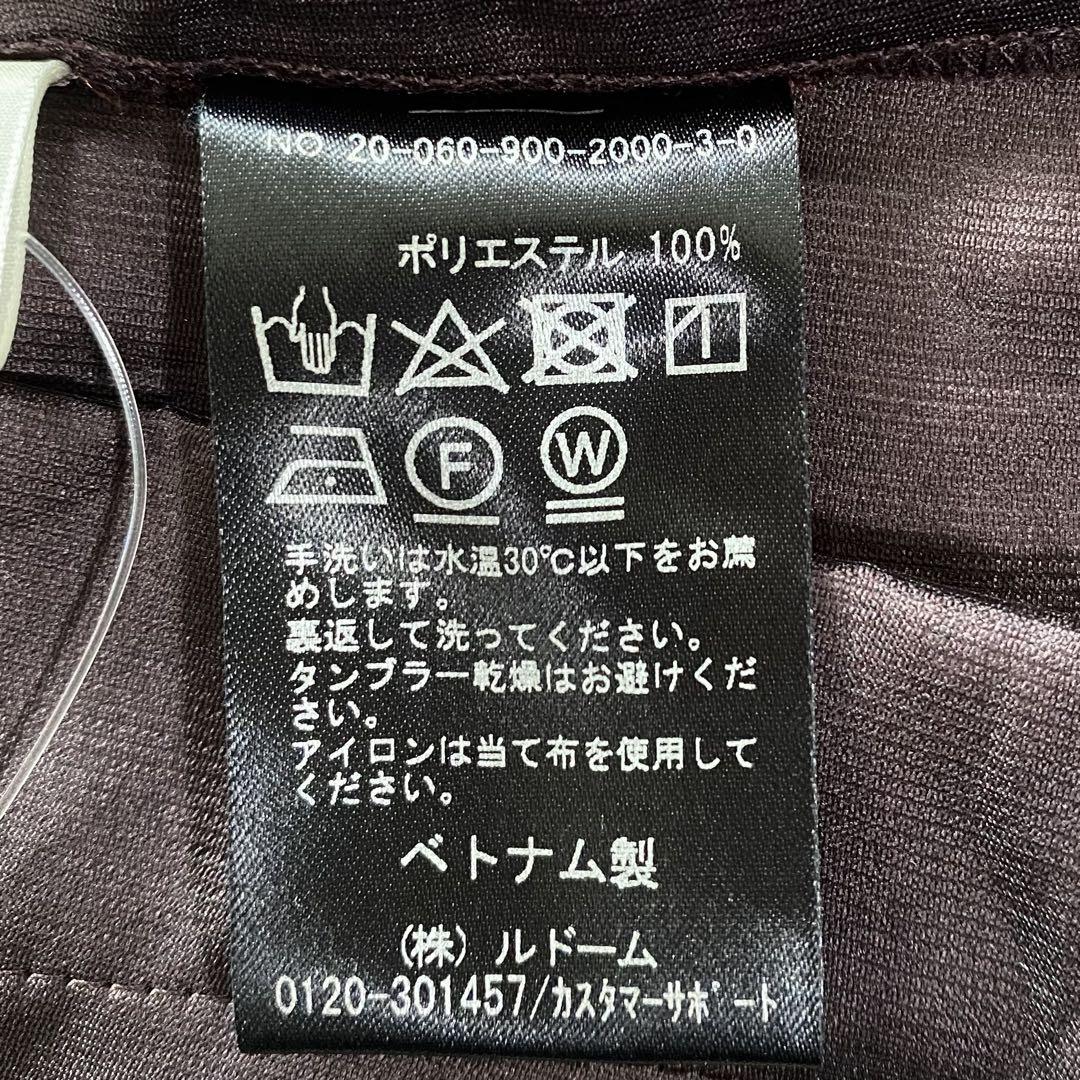 NO 20-060-900-2000-3-0
ポリエステル 100%
F
W
手洗いは水温30℃以下をお薦
めします。
裏返して洗ってください。
タンブラー乾燥はお避けくだ
さい。
アイロンは当て布を使用して
ください。
ベトナム製
(株) ルドーム
0120-301457/カスタマーサポート